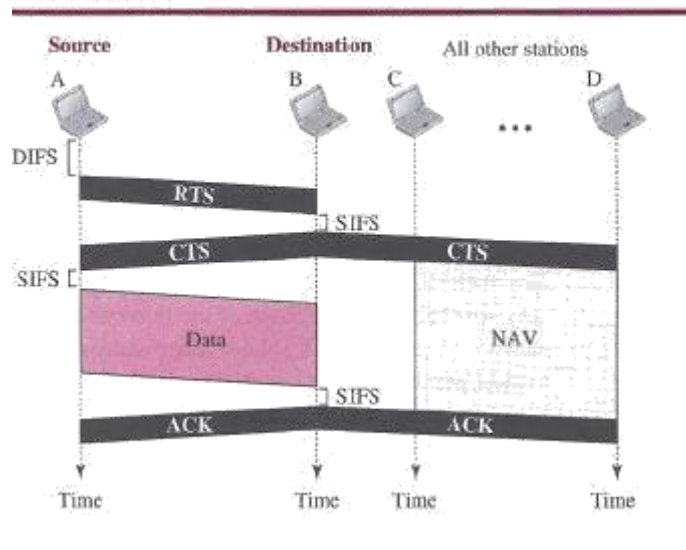 Source Destination All other stations
A B C D
DIFS
RTS
SIFS
CTS CTS
SIFS
Data NAV
SIFS
ACK ACK
Time Time Time Time